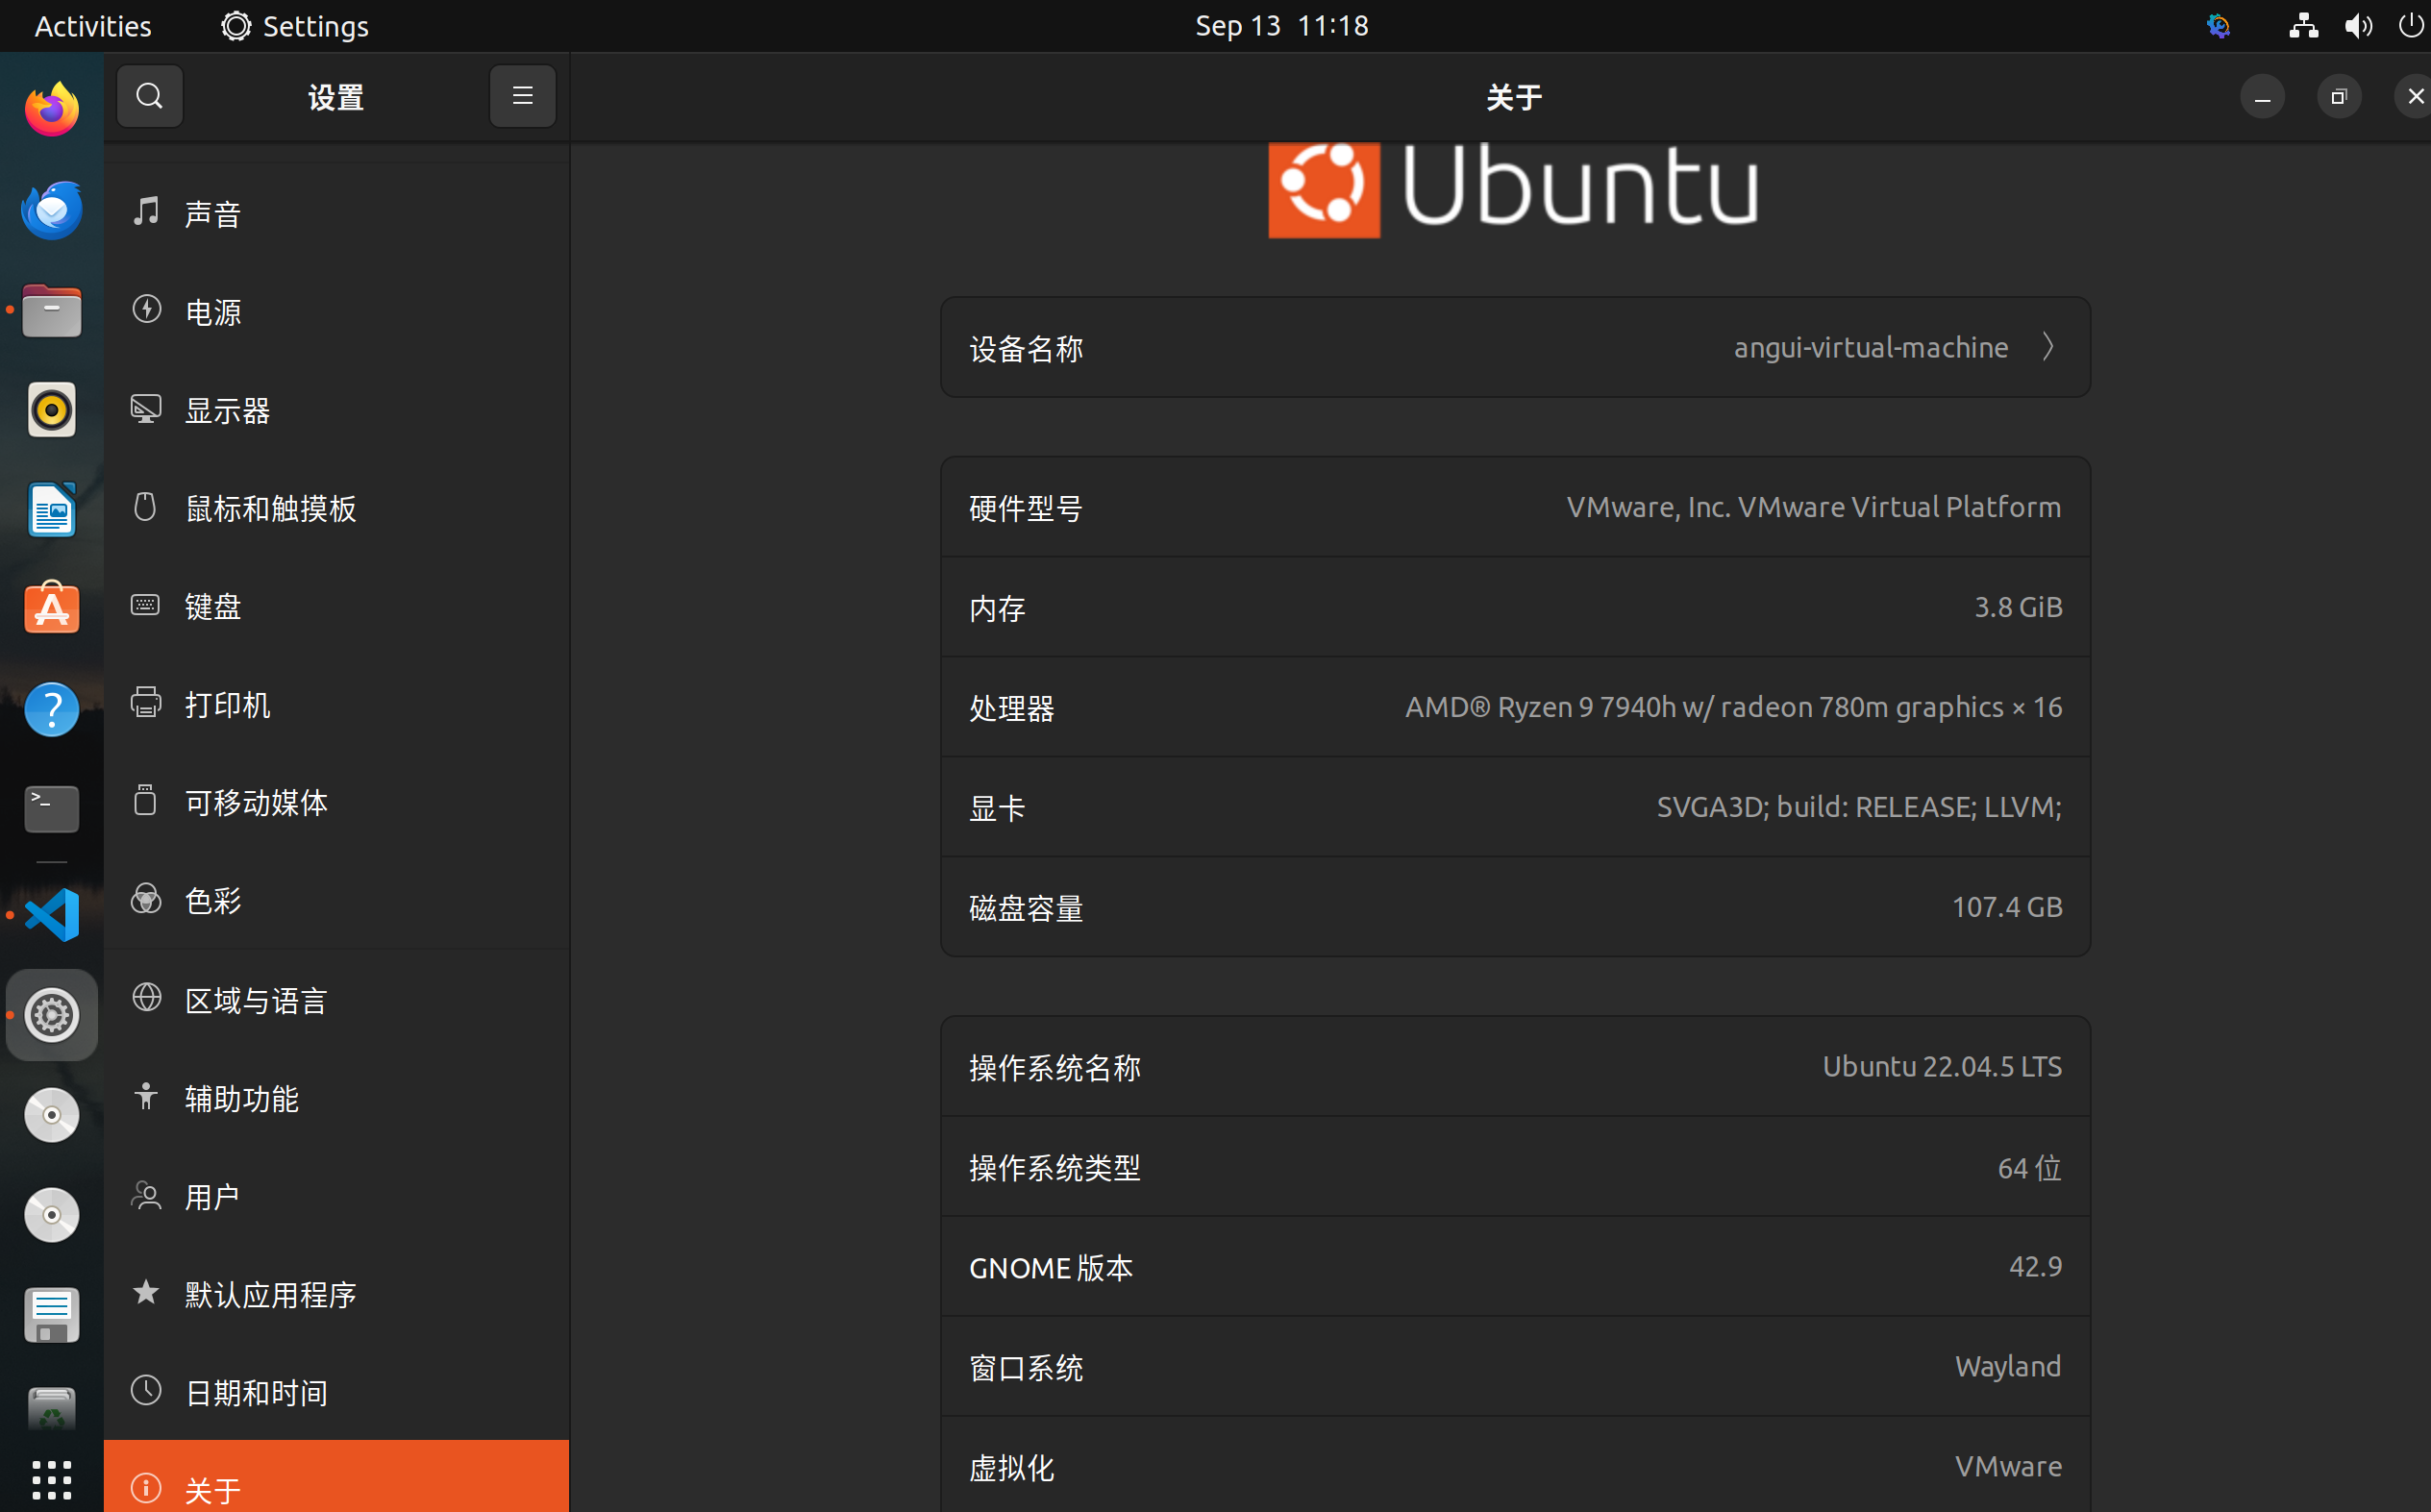 Activities
Settings
Sep 13 11:18
设置
关于
声音
电源
显示器
鼠标和触摸板
键盘
打印机
可移动媒体
色彩
区域与语言
辅助功能
用户
默认应用程序
日期和时间
关于
Ubuntu
设备名称 angui-virtual-machine
硬件型号 VMware, Inc. VMware Virtual Platform
内存 3.8 GiB
处理器 AMD® Ryzen 9 7940h w/ radeon 780m graphics × 16
显卡 SVGA3D; build: RELEASE; LLVM;
磁盘容量 107.4 GB
操作系统名称 Ubuntu 22.04.5 LTS
操作系统类型 64 位
GNOME 版本 42.9
窗口系统 Wayland
虚拟化 VMware